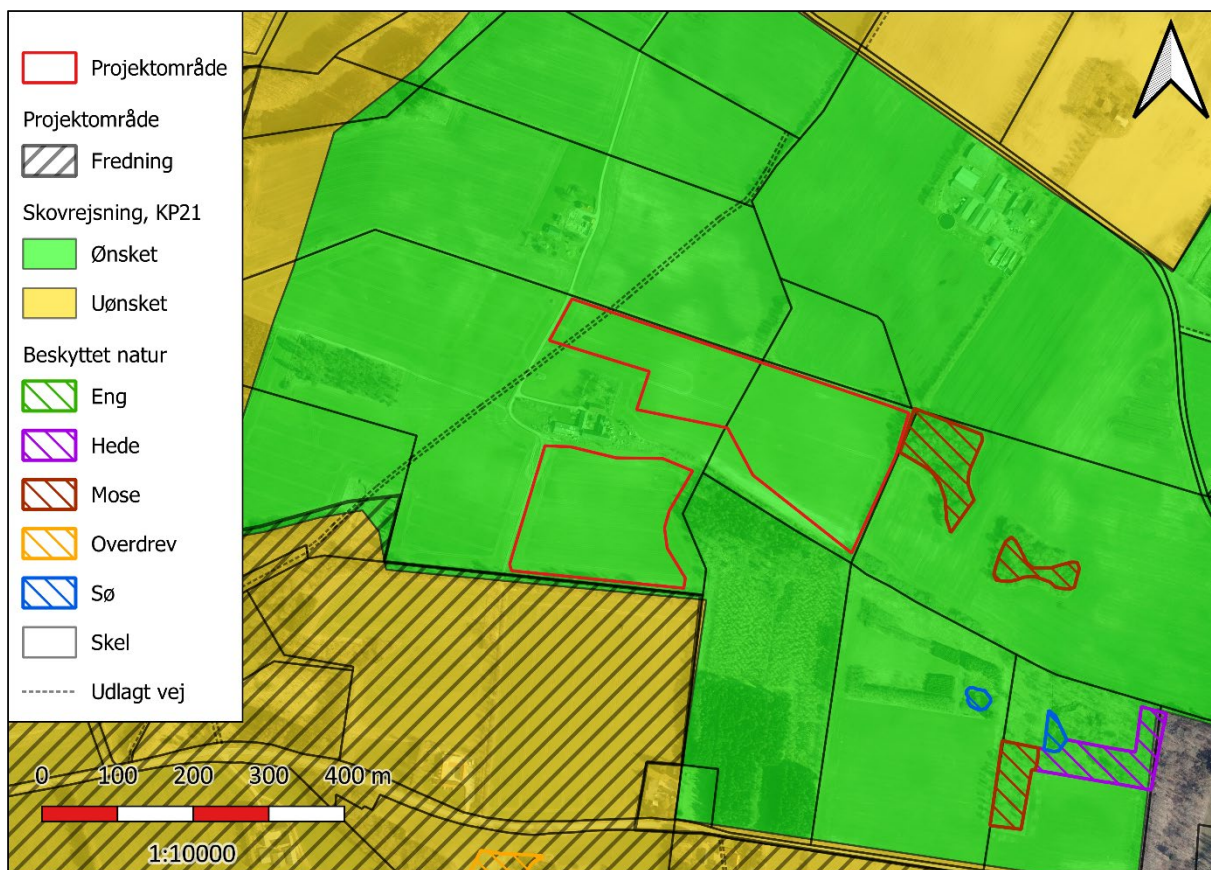 Projektområde
Projektområde
Fredning
Skovrejsning, KP21
Ønsket
Uønsket
Beskyttet natur
Eng
Hede
Mose
Overdrev
Sø
Skel
Udlagt vej
0 100 200 300 400 m
1:10000